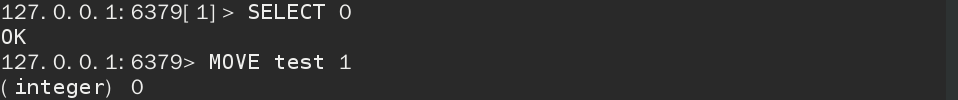 127.0.0.1:6379[1]> SELECT 0
OK
127.0.0.1:6379> MOVE test 1
(integer) 0